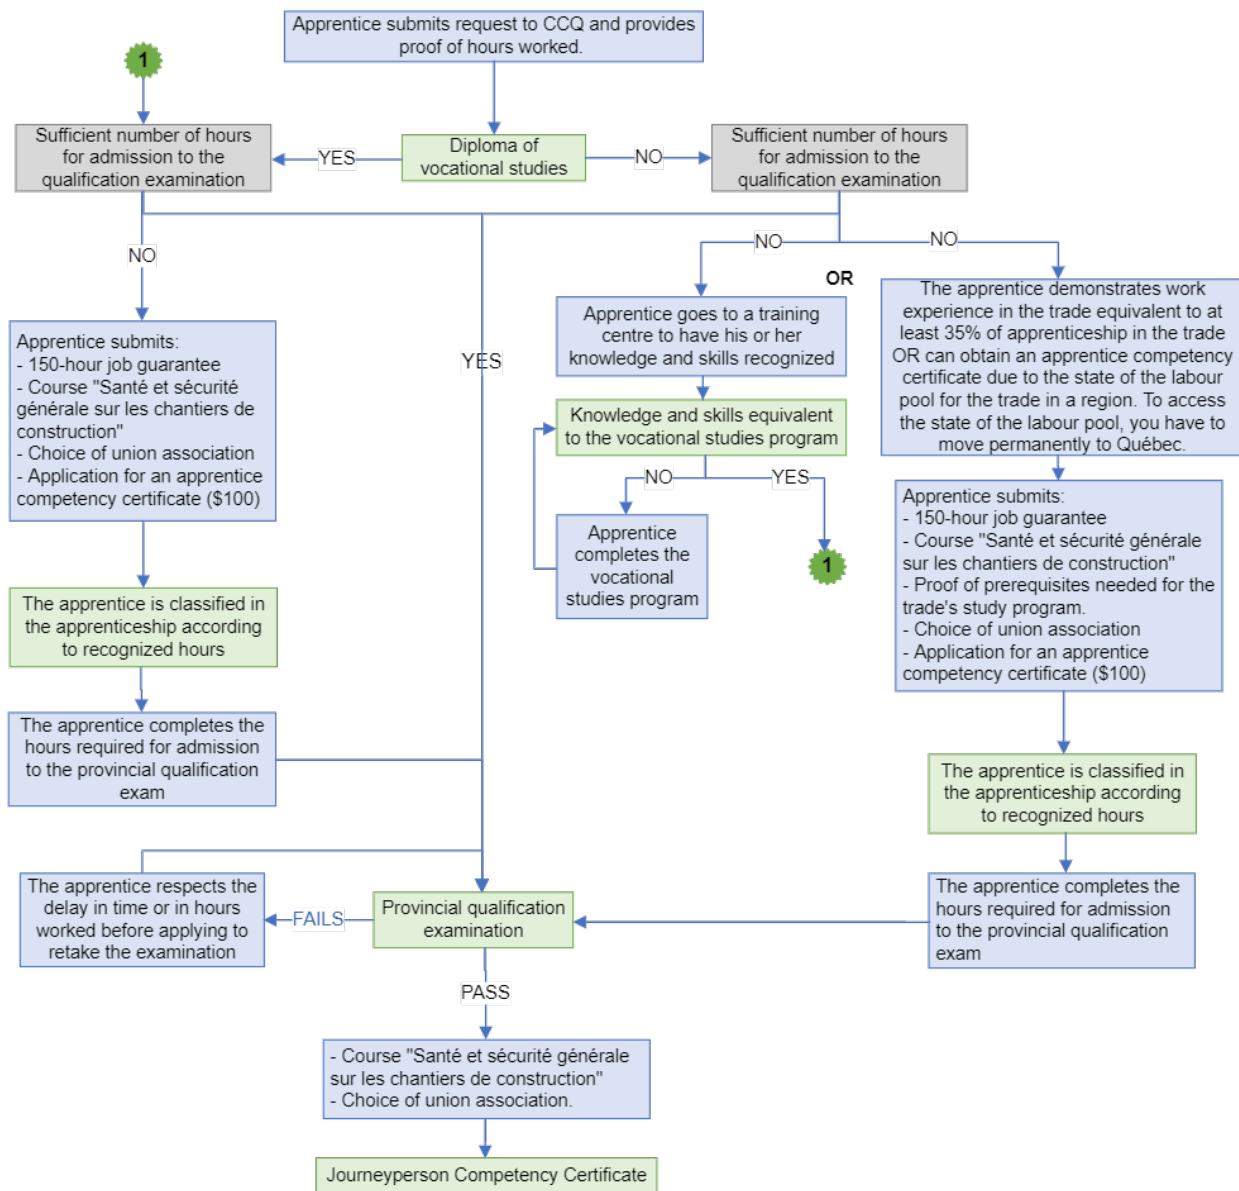 Apprentice submits request to CCQ and provides
proof of hours worked.
1
Sufficient number of hours
for admission to the
qualification examination
YES
Diploma of
vocational studies
NO
Sufficient number of hours
for admission to the
qualification examination
NO
YES
NO
NO
OR
Apprentice submits:
- 150-hour job guarantee
- Course "Santé et sécurité
générale sur les chantiers de
construction"
- Choice of union association
- Application for an apprentice
competency certificate ($100)
Apprentice goes to a training
centre to have his or her
knowledge and skills recognized
The apprentice demonstrates work
experience in the trade equivalent to at
least 35% of apprenticeship in the trade
OR can obtain an apprentice competency
certificate due to the state of the labour
pool for the trade in a region. To access
the state of the labour pool, you have to
move permanently to Québec.
Knowledge and skills equivalent
to the vocational studies program
NO
YES
Apprentice
completes the
vocational
studies program
1
Apprentice submits:
- 150-hour job guarantee
- Course "Santé et sécurité générale
sur les chantiers de construction"
- Proof of prerequisites needed for the
trade's study program.
- Choice of union association
- Application for an apprentice
competency certificate ($100)
The apprentice is classified in
the apprenticeship according
to recognized hours
The apprentice completes the
hours required for admission
to the provincial qualification
exam
The apprentice is classified in
the apprenticeship according
to recognized hours
The apprentice respects the
delay in time or in hours
worked before applying to
retake the examination
FAILS
Provincial qualification
examination
The apprentice completes the
hours required for admission
to the provincial qualification
exam
PASS
- Course "Santé et sécurité générale
sur les chantiers de construction"
- Choice of union association.
Journeyperson Competency Certificate